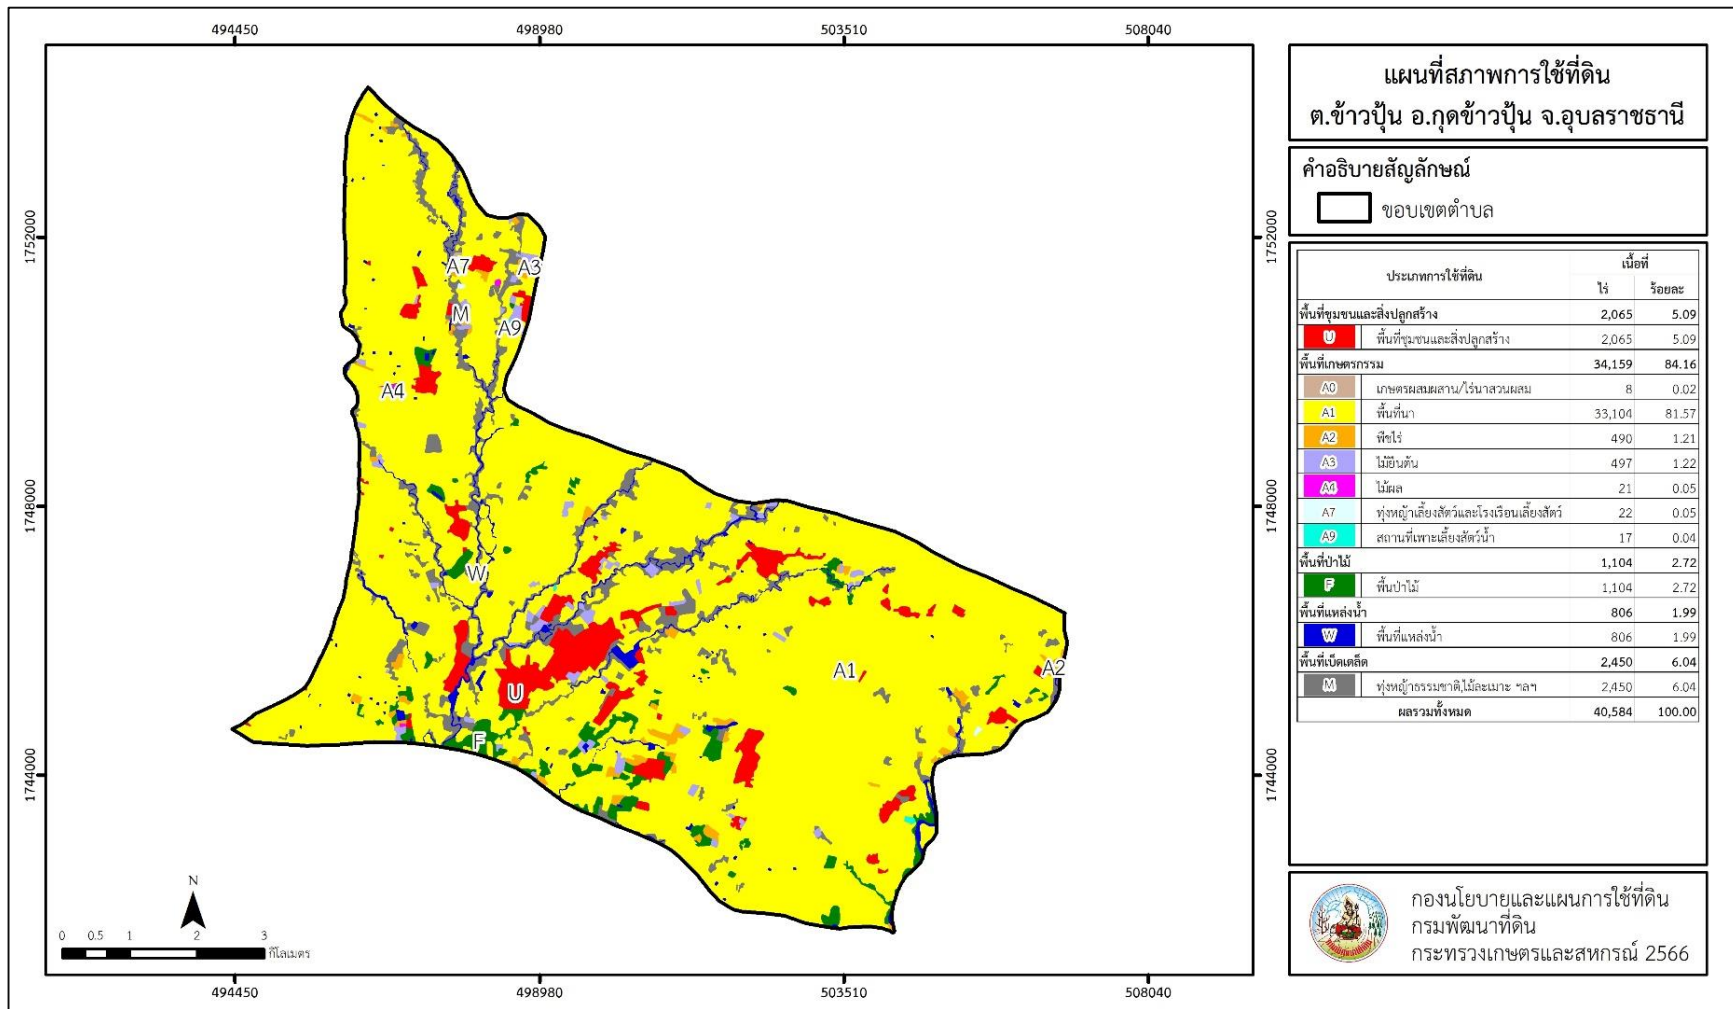 494450 498980 503510 508040
1752000 1752000
1748000 1748000
1744000 1744000
A7
A3
M
A9
A4
W
A1
A2
U
F
N
0 0.5 1 2 3
กิโลเมตร
494450 498980 503510 508040
แผนที่สภาพการใช้ที่ดิน
ต.ข้าวปุ้น อ.กุดข้าวปุ้น จ.อุบลราชธานี
คำอธิบายสัญลักษณ์
ขอบเขตตำบล
ประเภทการใช้ที่ดิน เนื้อที่
ไร่ ร้อยละ
พื้นที่ชุมชนและสิ่งปลูกสร้าง 2,065 5.09
U พื้นที่ชุมชนและสิ่งปลูกสร้าง 2,065 5.09
พื้นที่เกษตรกรรม 34,159 84.16
A0 เกษตรผสมผสาน/ไร่นาสวนผสม 8 0.02
A1 พื้นที่นา 33,104 81.57
A2 พืชไร่ 490 1.21
A3 ไม้ยืนต้น 497 1.22
A4 ไม้ผล 21 0.05
A7 ทุ่งหญ้าเลี้ยงสัตว์และโรงเรือนเลี้ยงสัตว์ 22 0.05
A9 สถานที่เพาะเลี้ยงสัตว์น้ำ 17 0.04
พื้นที่ป่าไม้ 1,104 2.72
F พื้นป่าไม้ 1,104 2.72
พื้นที่แหล่งน้ำ 806 1.99
W พื้นที่แหล่งน้ำ 806 1.99
พื้นที่เบ็ดเตล็ด 2,450 6.04
M ทุ่งหญ้าธรรมชาติ,ไม้ละเมาะ ฯลฯ 2,450 6.04
ผลรวมทั้งหมด 40,584 100.00
กองนโยบายและแผนการใช้ที่ดิน
กรมพัฒนาที่ดิน
กระทรวงเกษตรและสหกรณ์ 2566